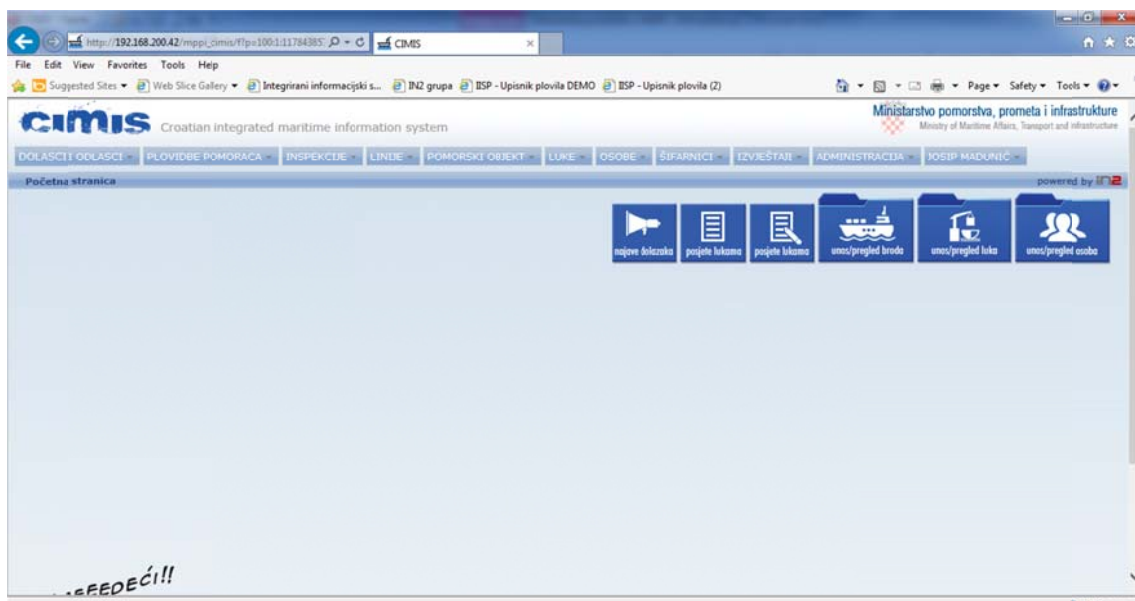 http://192.168.200.42/mppi_cimis/f?p=100:1:11784385
CIMIS
File Edit View Favorites Tools Help
Suggested Sites Web Slice Gallery Integrirani informacijski s... IN2 grupa IISP - Upisnik plovila DEMO IISP - Upisnik plovila (2) Page Safety Tools
CIMIS Croatian integrated maritime information system
Ministarstvo pomorstva, prometa i infrastrukture
Ministry of Maritime Affairs, Transport and infrastructure
DOLASCI I ODLASCI PLOVIDBE POMORACA INSPEKCIJE LINIJE POMORSKI OBJEKT LUKE OSOBE ŠIFARNICI IZVJEŠTAJI ADMINISTRACIJA JOSIP MADUNIĆ
Početna stranica powered by in2
najave dolazaka posjete lukama posjete lukama unos/pregled broda unos/pregled luka unos/pregled osoba